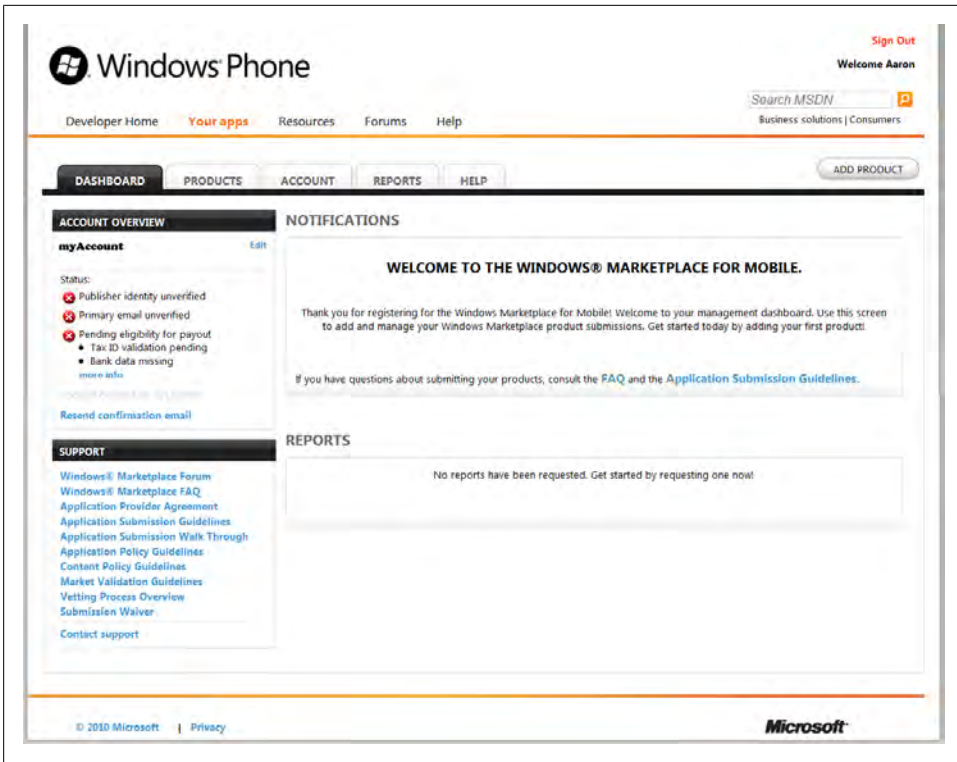 Sign Out
Windows® Phone
Welcome Aaron
Search MSDN
Business solutions | Consumers
Developer Home Your apps Resources Forums Help
DASHBOARD PRODUCTS ACCOUNT REPORTS HELP
ADD PRODUCT
ACCOUNT OVERVIEW
myAccount Edit
Status:
Publisher identity unverified
Primary email unverified
Pending eligibility for payout
• Tax ID validation pending
• Bank data missing
more info
Resend confirmation email
SUPPORT
Windows® Marketplace Forum
Windows® Marketplace FAQ
Application Provider Agreement
Application Submission Guidelines
Application Submission Walk Through
Application Policy Guidelines
Content Policy Guidelines
Market Validation Guidelines
Vetting Process Overview
Submission Waiver
Contact support
NOTIFICATIONS
WELCOME TO THE WINDOWS® MARKETPLACE FOR MOBILE.
Thank you for registering for the Windows Marketplace for Mobile! Welcome to your management dashboard. Use this screen
to add and manage your Windows Marketplace product submissions. Get started today by adding your first product!
If you have questions about submitting your products, consult the FAQ and the Application Submission Guidelines.
REPORTS
No reports have been requested. Get started by requesting one now!
© 2010 Microsoft | Privacy
Microsoft